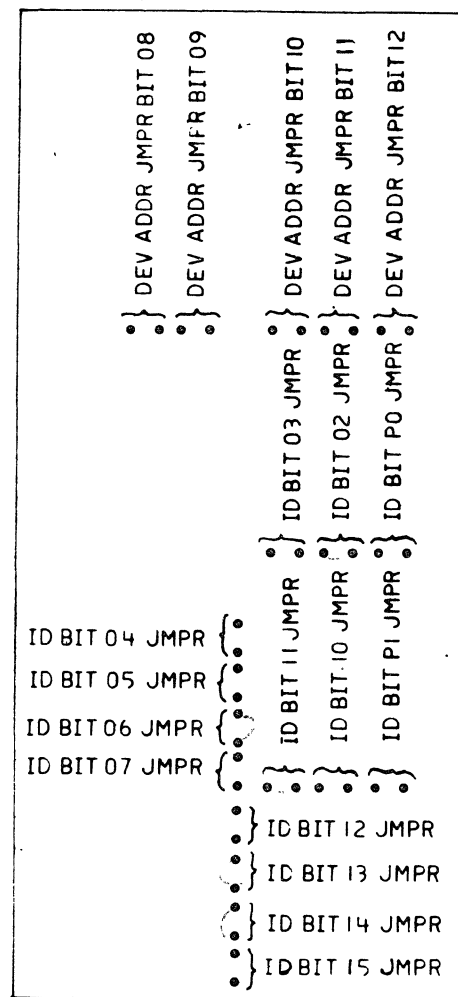 DEV ADDR JMPR BIT 08
DEV ADDR JMPR BIT 09
DEV ADDR JMPR BIT 10
DEV ADDR JMPR BIT 11
DEV ADDR JMPR BIT 12
ID BIT 03 JMPR
ID BIT 02 JMPR
ID BIT P0 JMPR
ID BIT 11 JMPR
ID BIT 10 JMPR
ID BIT P1 JMPR
ID BIT 04 JMPR
ID BIT 05 JMPR
ID BIT 06 JMPR
ID BIT 07 JMPR
ID BIT 12 JMPR
ID BIT 13 JMPR
ID BIT 14 JMPR
ID BIT 15 JMPR